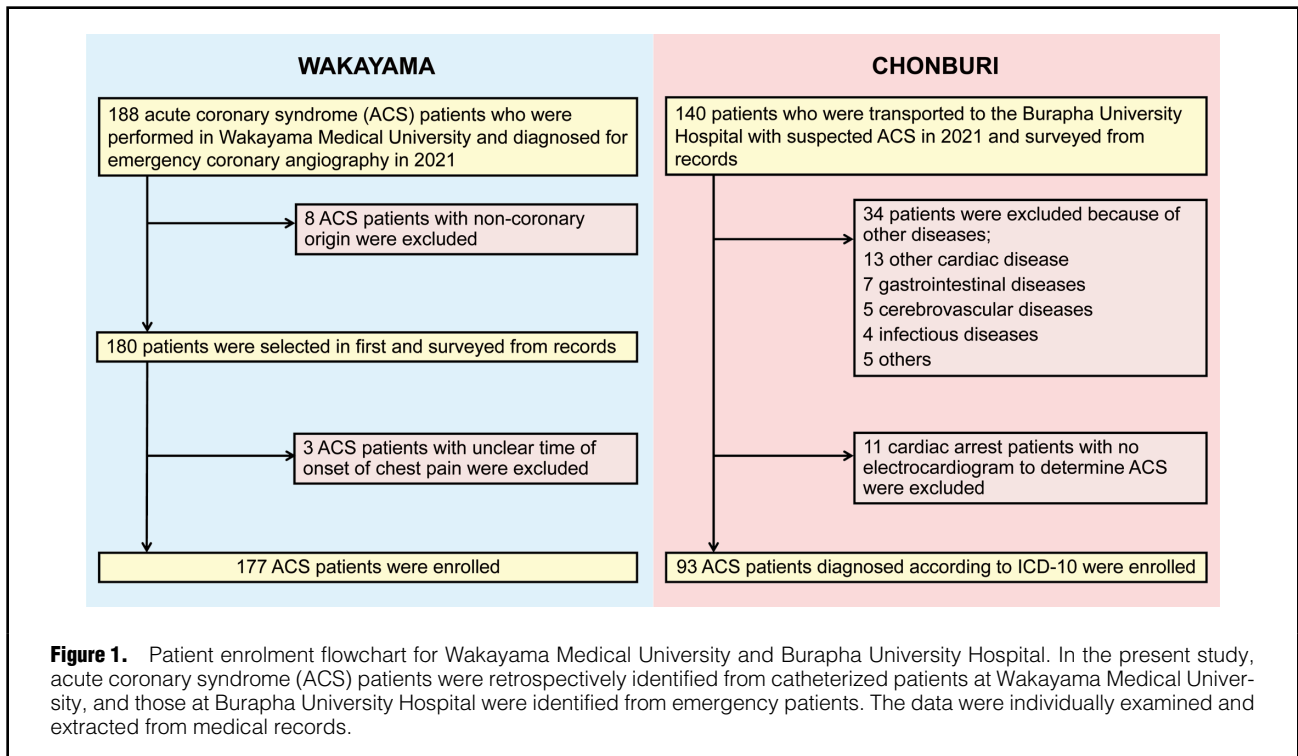 WAKAYAMA
188 acute coronary syndrome (ACS) patients who were
performed in Wakayama Medical University and diagnosed for
emergency coronary angiography in 2021
8 ACS patients with non-coronary
origin were excluded
180 patients were selected in first and surveyed from records
3 ACS patients with unclear time of
onset of chest pain were excluded
177 ACS patients were enrolled
CHONBURI
140 patients who were transported to the Burapha University
Hospital with suspected ACS in 2021 and surveyed from
records
34 patients were excluded because of
other diseases;
13 other cardiac disease
7 gastrointestinal diseases
5 cerebrovascular diseases
4 infectious diseases
5 others
11 cardiac arrest patients with no
electrocardiogram to determine ACS
were excluded
93 ACS patients diagnosed according to ICD-10 were enrolled
Figure 1. Patient enrolment flowchart for Wakayama Medical University and Burapha University Hospital. In the present study,
acute coronary syndrome (ACS) patients were retrospectively identified from catheterized patients at Wakayama Medical Univer-
sity, and those at Burapha University Hospital were identified from emergency patients. The data were individually examined and
extracted from medical records.